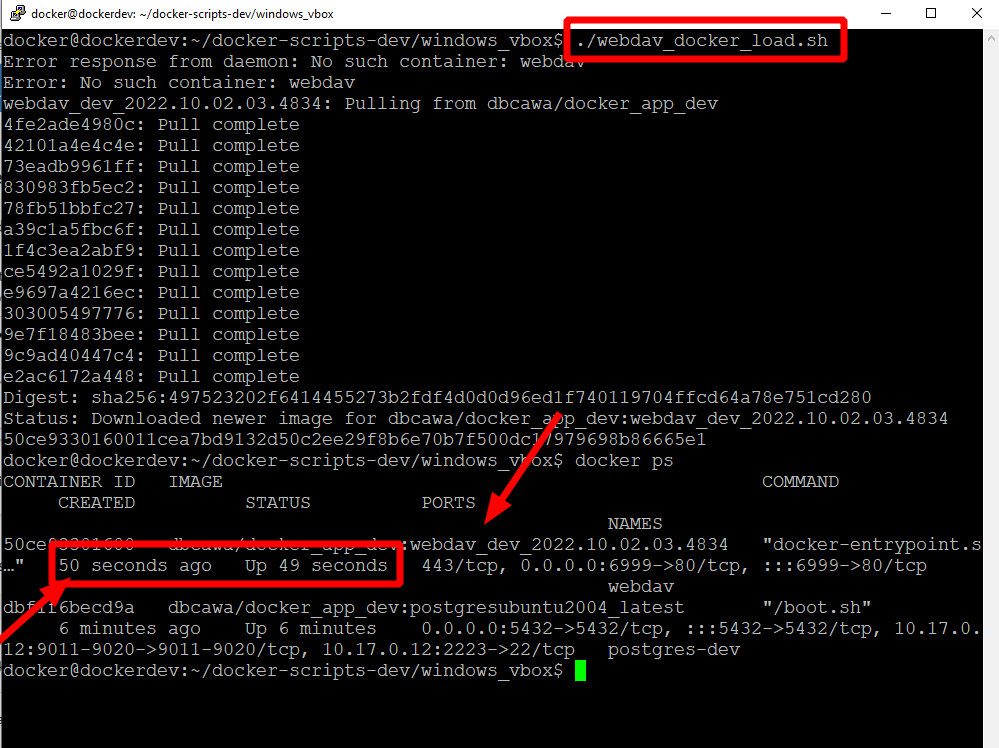 docker@dockerdev: ~/docker-scripts-dev/windows_vbox
docker@dockerdev:~/docker-scripts-dev/windows_vbox$ ./webdav_docker_load.sh
Error response from daemon: No such container: webdav
Error: No such container: webdav
webdav_dev_2022.10.02.03.4834: Pulling from dbcawa/docker_app_dev
4fe2ade4980c: Pull complete
42101a4e4c4e: Pull complete
73eadb9961ff: Pull complete
830983fb5ec2: Pull complete
78fb51bbfc27: Pull complete
a39c1a5fbc6f: Pull complete
1f4c3ea2abf9: Pull complete
ce5492a1029f: Pull complete
e9697a4216ec: Pull complete
303005497776: Pull complete
9e7f18483bee: Pull complete
9c9ad40447c4: Pull complete
e2ac6172a448: Pull complete
Digest: sha256:497523202f6414455273b2fdf4d0d0d96ed1f740119704ffcd64a78e751cd280
Status: Downloaded newer image for dbcawa/docker_app_dev:webdav_dev_2022.10.02.03.4834
50ce9330160011cea7bd9132d50c2ee29f8b6e70b7f500dc17979698b86665e1
docker@dockerdev:~/docker-scripts-dev/windows_vbox$ docker ps
CONTAINER ID   IMAGE                                                 COMMAND
     CREATED          STATUS          PORTS
                                                       NAMES
50ce93301600   dbcawa/docker_app_dev:webdav_dev_2022.10.02.03.4834   "docker-entrypoint.s
…"   50 seconds ago   Up 49 seconds   443/tcp, 0.0.0.0:6999->80/tcp, :::6999->80/tcp
                                                       webdav
dbf1f6becd9a   dbcawa/docker_app_dev:postgresubuntu2004_latest       "/boot.sh"
     6 minutes ago    Up 6 minutes    0.0.0.0:5432->5432/tcp, :::5432->5432/tcp, 10.17.0.
12:9011-9020->9011-9020/tcp, 10.17.0.12:2223->22/tcp   postgres-dev
docker@dockerdev:~/docker-scripts-dev/windows_vbox$